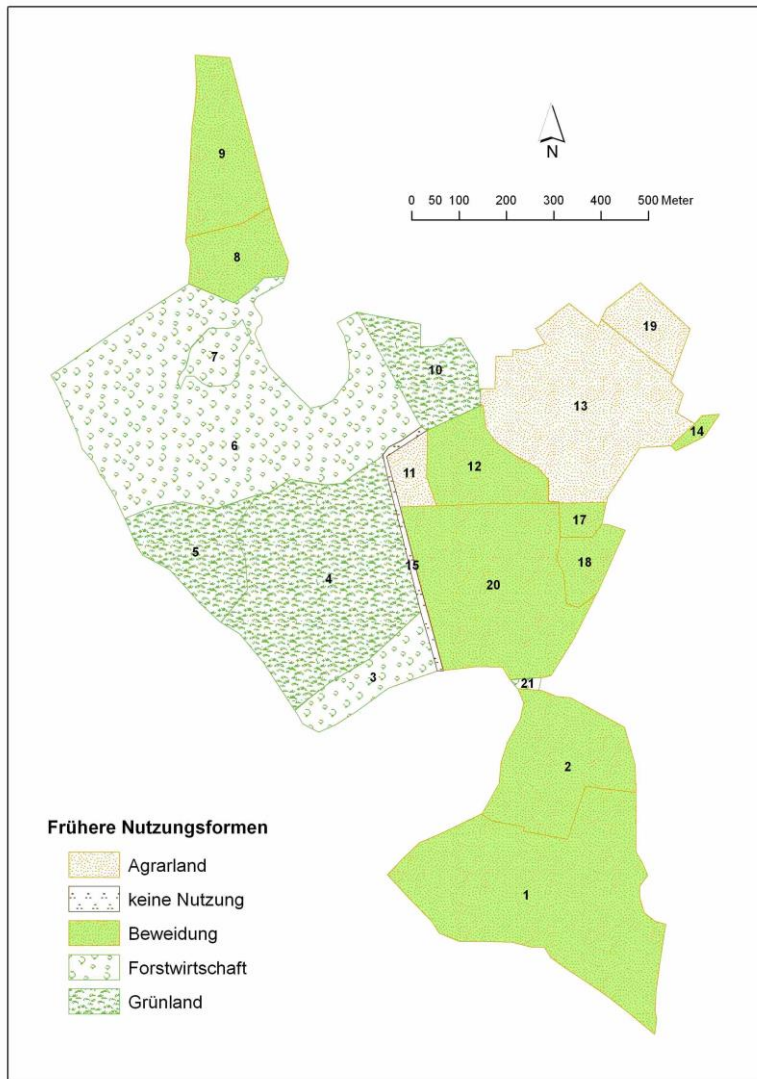 9
N
0 50 100 200 300 400 500 Meter
8
19
7
10
13
14
6
12
11
17
5
15
18
4
20
3
21
2
1
Frühere Nutzungsformen
Agrarland
keine Nutzung
Beweidung
Forstwirtschaft
Grünland